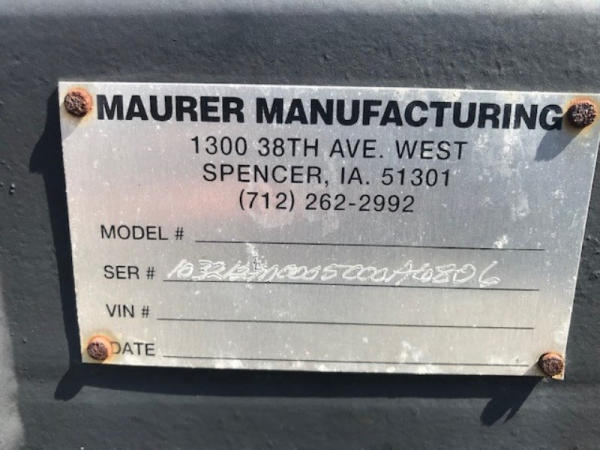 MAURER MANUFACTURING
1300 38TH AVE. WEST
SPENCER, IA. 51301
(712) 262-2992
MODEL #
SER #
VIN #
DATE